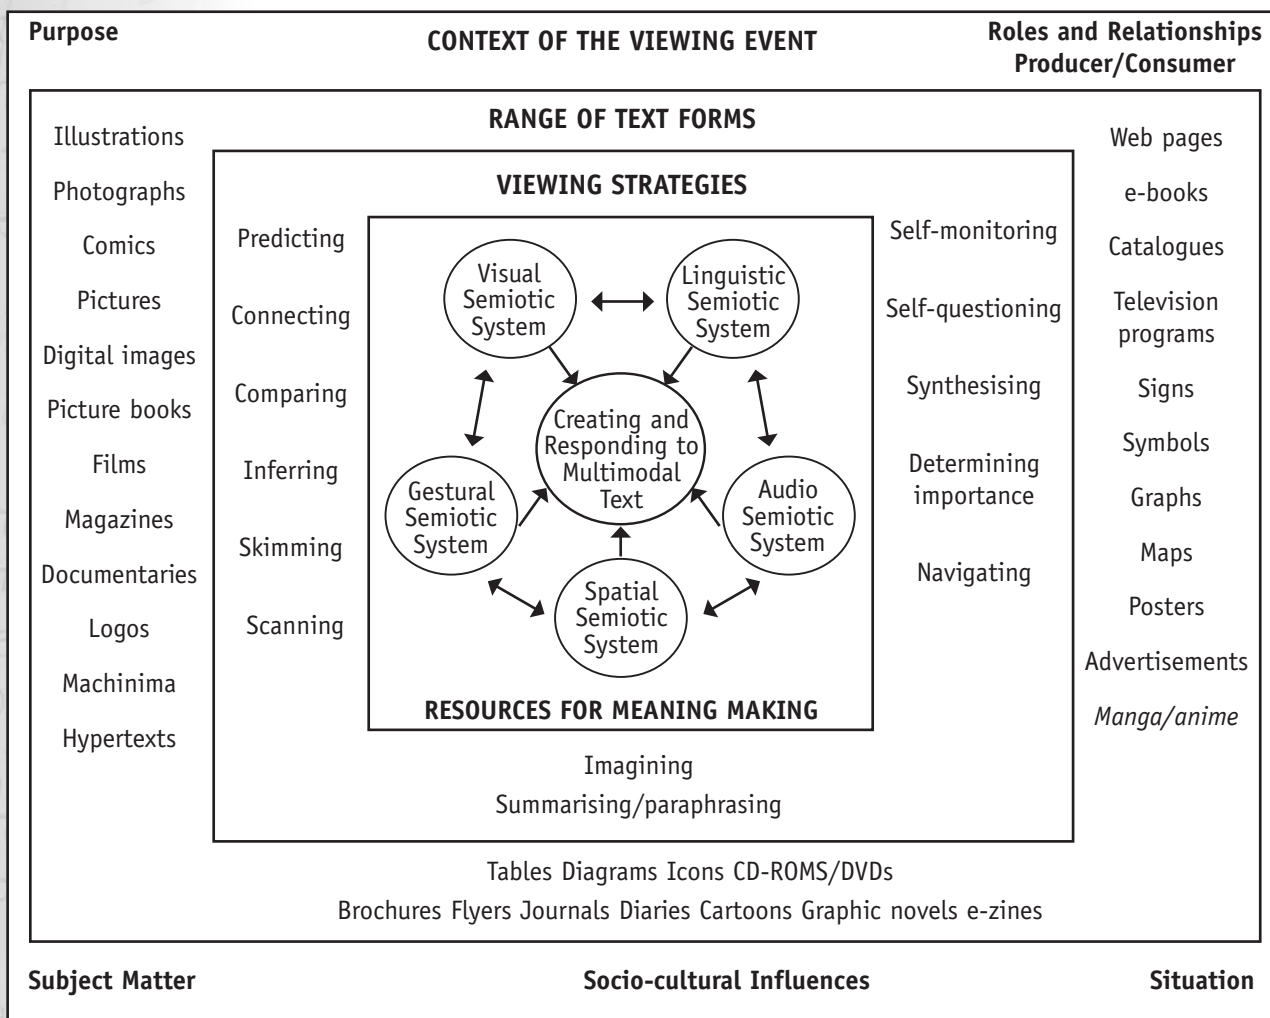 Purpose
CONTEXT OF THE VIEWING EVENT
Roles and Relationships
Producer/Consumer
RANGE OF TEXT FORMS
Illustrations
Photographs
Comics
Pictures
Digital images
Picture books
Films
Magazines
Documentaries
Logos
Machinima
Hypertexts
VIEWING STRATEGIES
Predicting
Connecting
Comparing
Inferring
Skimming
Scanning
Visual
Semiotic
System
Linguistic
Semiotic
System
Creating and
Responding to
Multimodal
Text
Gestural
Semiotic
System
Audio
Semiotic
System
Spatial
Semiotic
System
RESOURCES FOR MEANING MAKING
Self-monitoring
Self-questioning
Synthesising
Determining
importance
Navigating
Imagining
Summarising/paraphrasing
Web pages
e-books
Catalogues
Television
programs
Signs
Symbols
Graphs
Maps
Posters
Advertisements
Manga/anime
Tables Diagrams Icons CD-ROMS/DVDs
Brochures Flyers Journals Diaries Cartoons Graphic novels e-zines
Subject Matter
Socio-cultural Influences
Situation